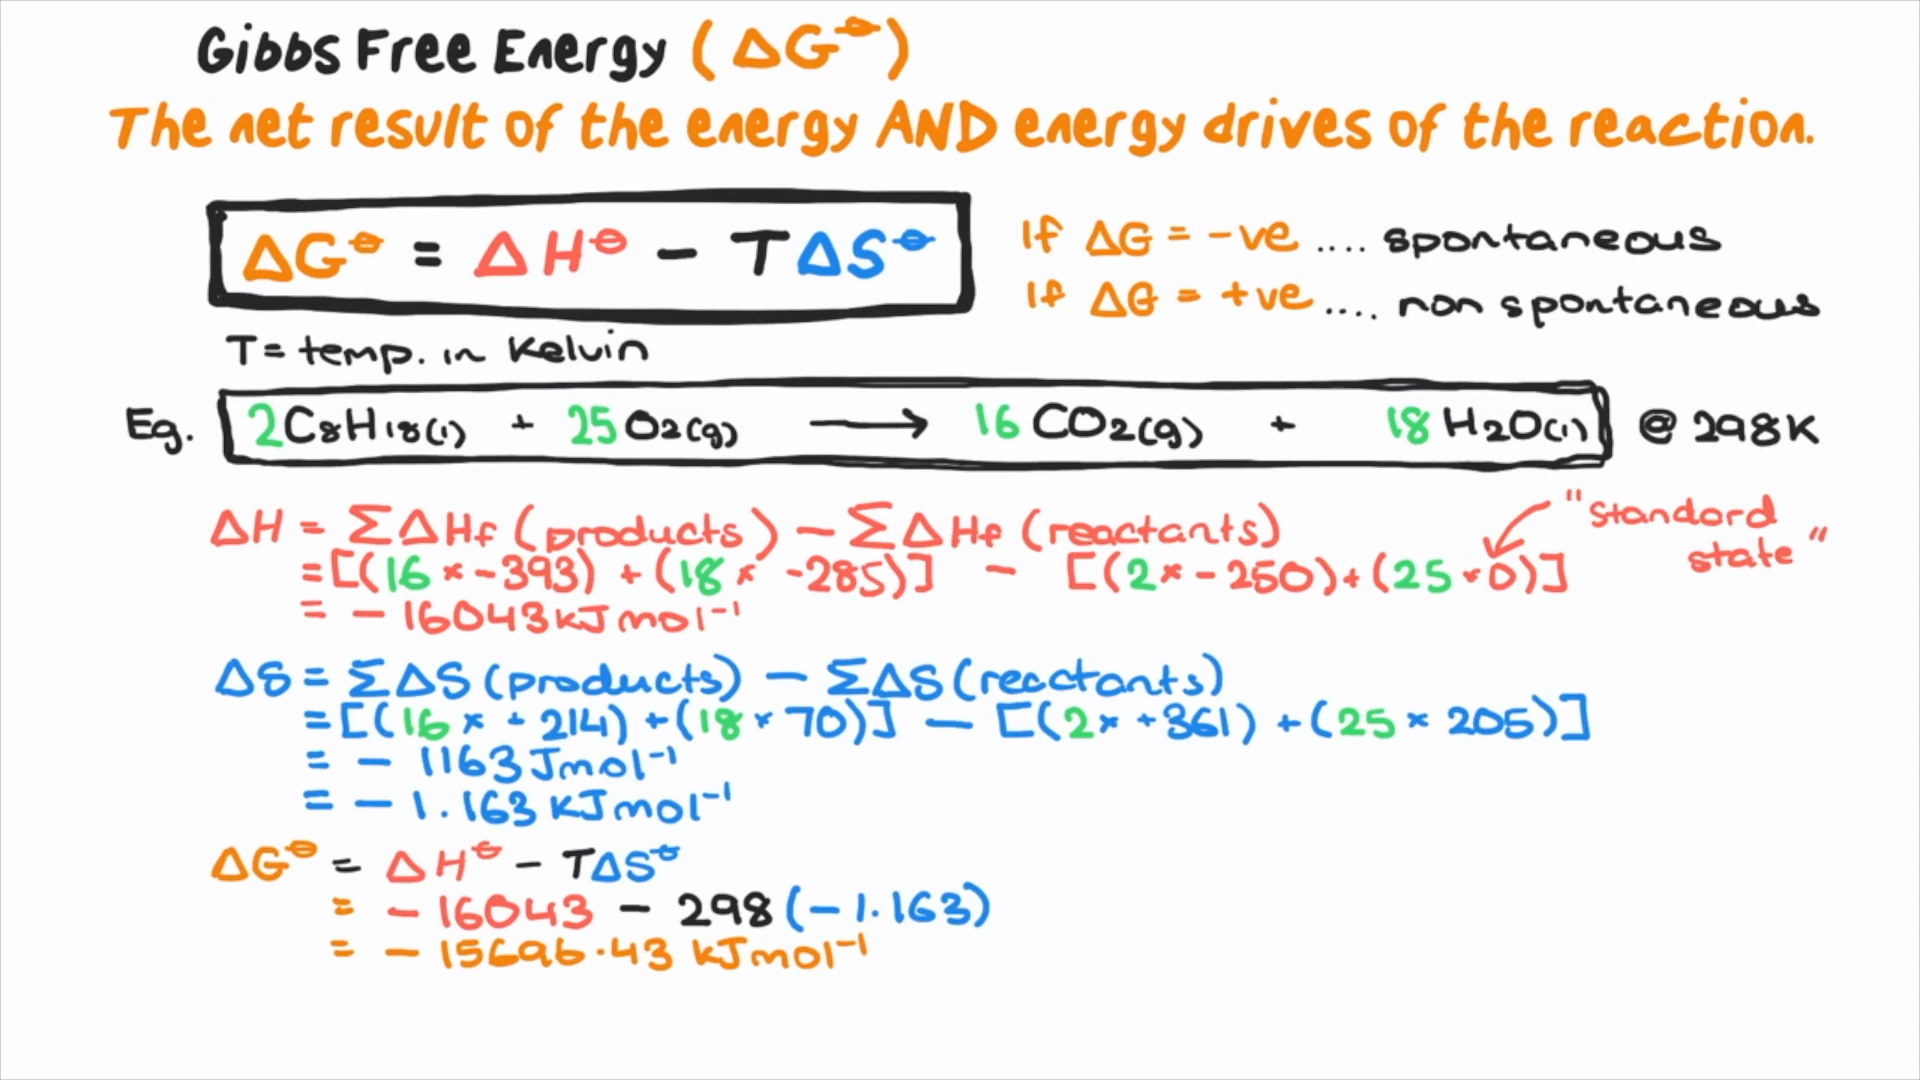 Gibbs Free Energy (ΔG⦵)
The net result of the energy AND energy drives of the reaction.
ΔG⦵ = ΔH⦵ - TΔS⦵
If ΔG = -ve .... spontaneous
If ΔG = +ve .... non spontaneous
T= temp. in Kelvin
Eg. 2C8H18(l) + 25O2(g) → 16CO2(g) + 18H2O(l) @ 298K
ΔH = ΣΔHf (products) - ΣΔHf (reactants)
"Standard state"
=[(16 × -393) + (18 × -285)] - [(2 × -250) + (25 × 0)]
= - 16043 kJ mol⁻¹
ΔS = ΣΔS (products) - ΣΔS (reactants)
=[(16 × +214) + (18 × 70)] - [(2 × +361) + (25 × 205)]
= - 1163 J mol⁻¹
= - 1.163 kJ mol⁻¹
ΔG⦵ = ΔH⦵ - TΔS⦵
= - 16043 - 298 (-1.163)
= - 15696.43 kJ mol⁻¹